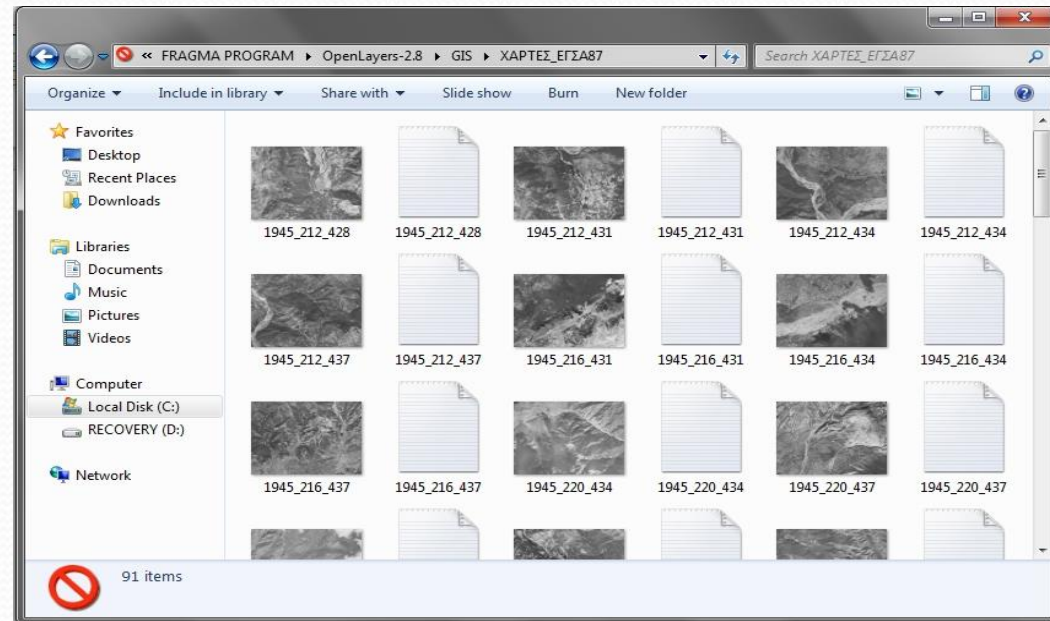 « FRAGMA PROGRAM ▸ OpenLayers-2.8 ▸ GIS ▸ ΧΑΡΤΕΣ_ΕΓΣΑ87
Search ΧΑΡΤΕΣ_ΕΓΣΑ87
Organize Include in library Share with Slide show Burn New folder
Favorites
Desktop
Recent Places
Downloads
Libraries
Documents
Music
Pictures
Videos
Computer
Local Disk (C:)
RECOVERY (D:)
Network
1945_212_428 1945_212_428 1945_212_431 1945_212_431 1945_212_434 1945_212_434
1945_212_437 1945_212_437 1945_216_431 1945_216_431 1945_216_434 1945_216_434
1945_216_437 1945_216_437 1945_220_434 1945_220_434 1945_220_437 1945_220_437
91 items